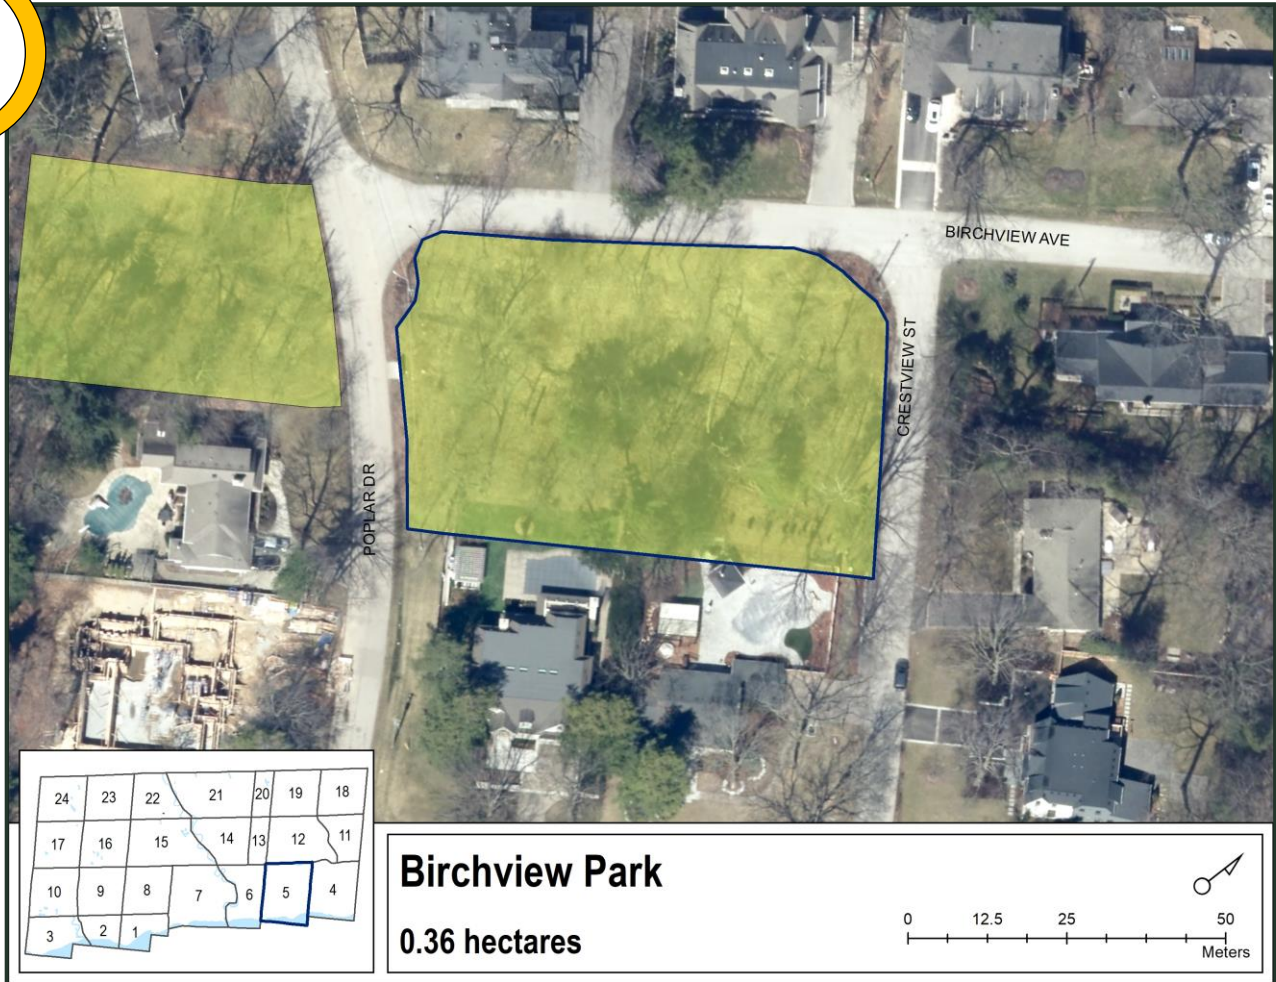 BIRCHVIEW AVE
CRESTVIEW ST
POPLAR DR
24 23 22 21 20 19 18
17 16 15 14 13 12 11
10 9 8 7 6 5 4
3 2 1
Birchview Park
0.36 hectares
0 12.5 25 50
Meters